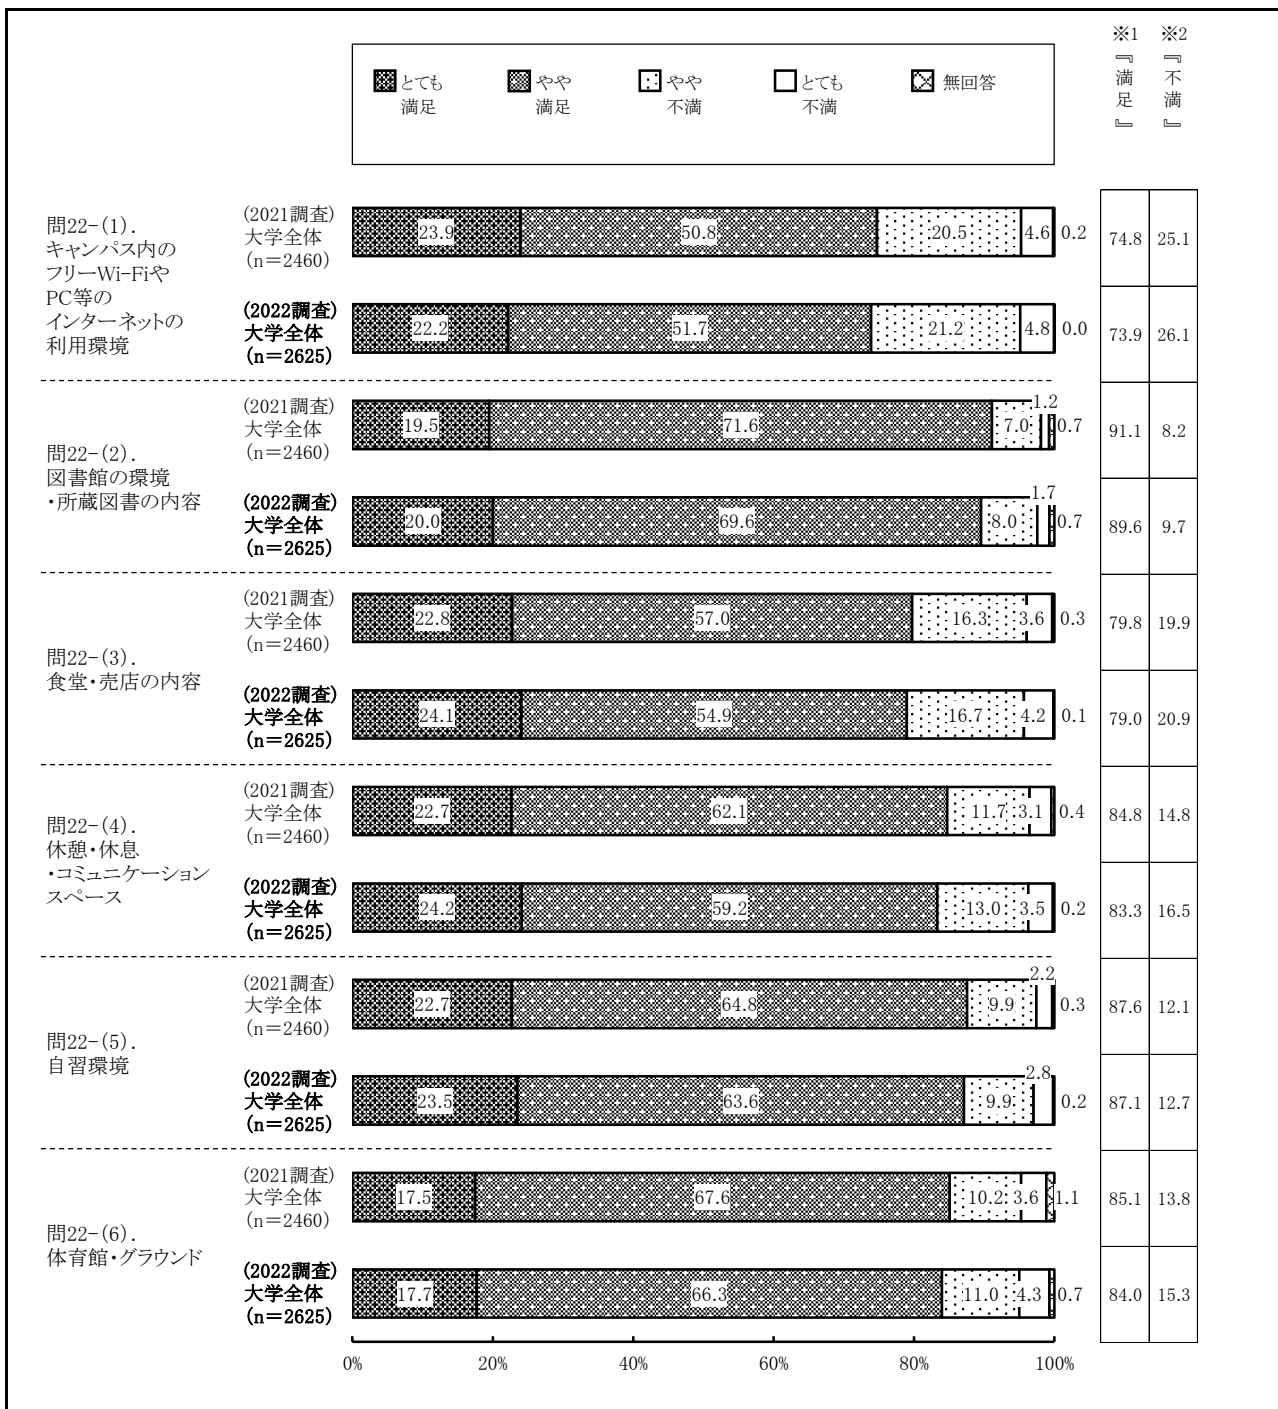 ※1 ※2
『満足』 『不満』
とても満足 やや満足 やや不満 とても不満 無回答
問22-(1).
キャンパス内の
フリーWi-Fiや
PC等の
インターネットの
利用環境
(2021調査)
大学全体
(n=2460)
23.9 50.8 20.5 4.6 0.2 74.8 25.1
(2022調査)
大学全体
(n=2625)
22.2 51.7 21.2 4.8 0.0 73.9 26.1
問22-(2).
図書館の環境
・所蔵図書の内容
(2021調査)
大学全体
(n=2460)
19.5 71.6 7.0 1.2 0.7 91.1 8.2
(2022調査)
大学全体
(n=2625)
20.0 69.6 8.0 1.7 0.7 89.6 9.7
問22-(3).
食堂・売店の内容
(2021調査)
大学全体
(n=2460)
22.8 57.0 16.3 3.6 0.3 79.8 19.9
(2022調査)
大学全体
(n=2625)
24.1 54.9 16.7 4.2 0.1 79.0 20.9
問22-(4).
休憩・休息
・コミュニケーション
スペース
(2021調査)
大学全体
(n=2460)
22.7 62.1 11.7 3.1 0.4 84.8 14.8
(2022調査)
大学全体
(n=2625)
24.2 59.2 13.0 3.5 0.2 83.3 16.5
問22-(5).
自習環境
(2021調査)
大学全体
(n=2460)
22.7 64.8 9.9 2.2 0.3 87.6 12.1
(2022調査)
大学全体
(n=2625)
23.5 63.6 9.9 2.8 0.2 87.1 12.7
問22-(6).
体育館・グラウンド
(2021調査)
大学全体
(n=2460)
17.5 67.6 10.2 3.6 1.1 85.1 13.8
(2022調査)
大学全体
(n=2625)
17.7 66.3 11.0 4.3 0.7 84.0 15.3
0% 20% 40% 60% 80% 100%